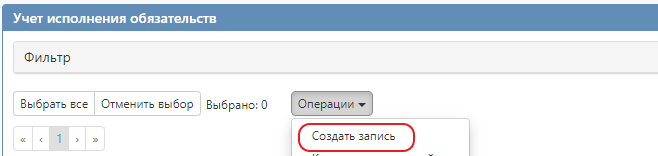 Учет исполнения обязательств
Фильтр
Выбрать все Отменить выбор Выбрано: 0 Операции
« ‹ 1 › »
Создать запись